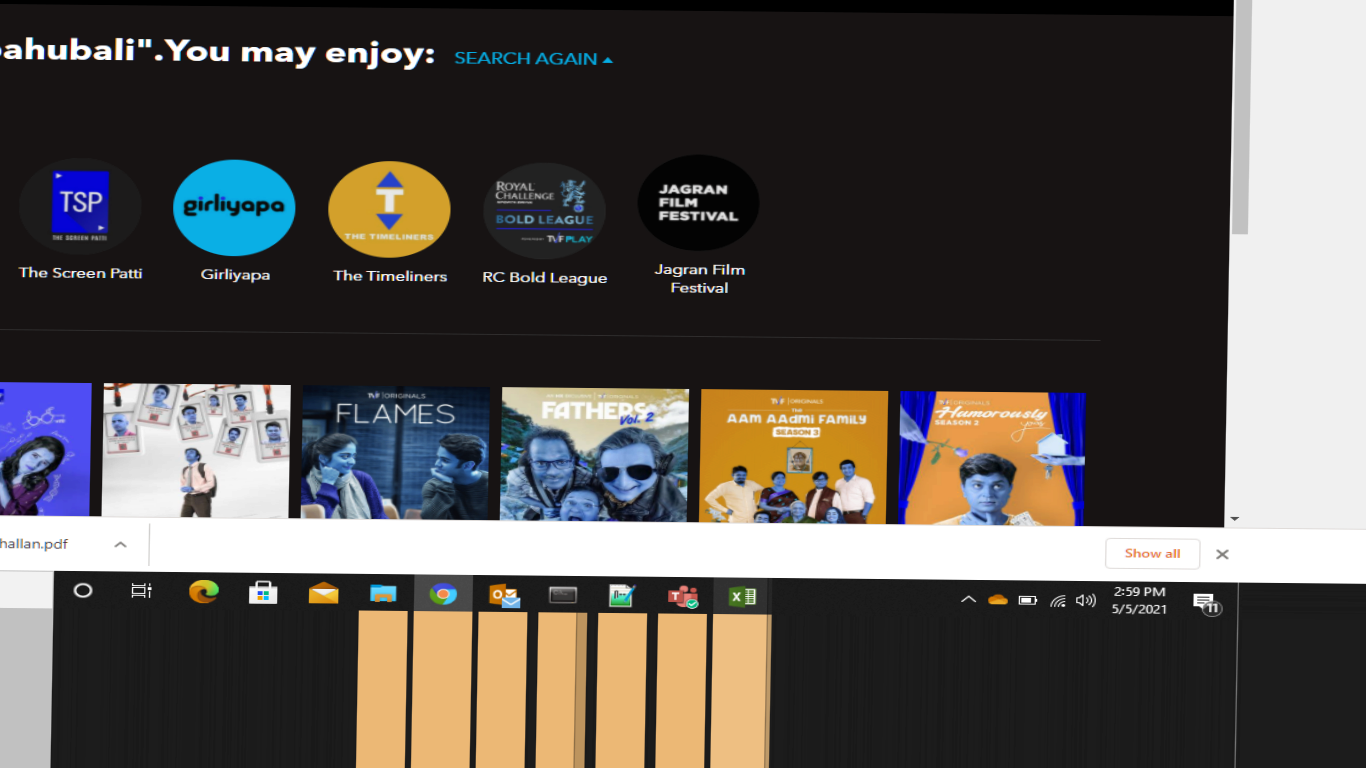 ahubali".You may enjoy: SEARCH AGAIN
TSP
THE SCREEN PATTI
girliyapa
T
THE TIMELINERS
ROYAL
CHALLENGE
BOLD LEAGUE
TVF PLAY
JAGRAN
FILM
FESTIVAL
The Screen Patti
Girliyapa
The Timeliners
RC Bold League
Jagran Film
Festival
TVF ORIGINALS
FLAMES
FATHERS
Vol. 2
TVF ORIGINALS
THE
AAM AADMI FAMILY
SEASON 3
TVF ORIGINALS
Humorously
yours
SEASON 2
hallan.pdf
Show all
2:59 PM
5/5/2021
11